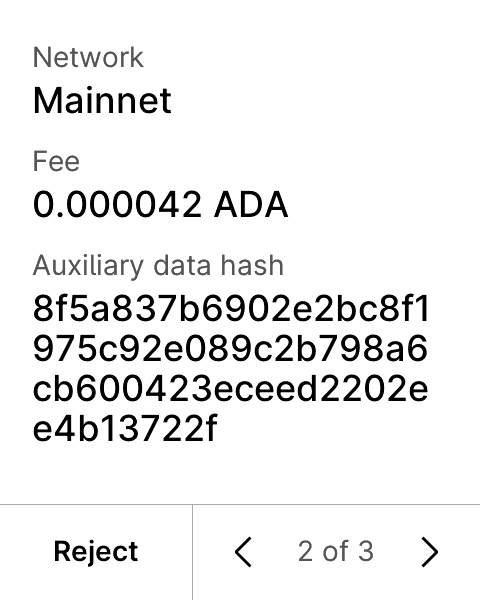 Network
Mainnet
Fee
0.000042 ADA
Auxiliary data hash
8f5a837b6902e2bc8f1
975c92e089c2b798a6
cb600423eceed2202e
e4b13722f
Reject
2 of 3